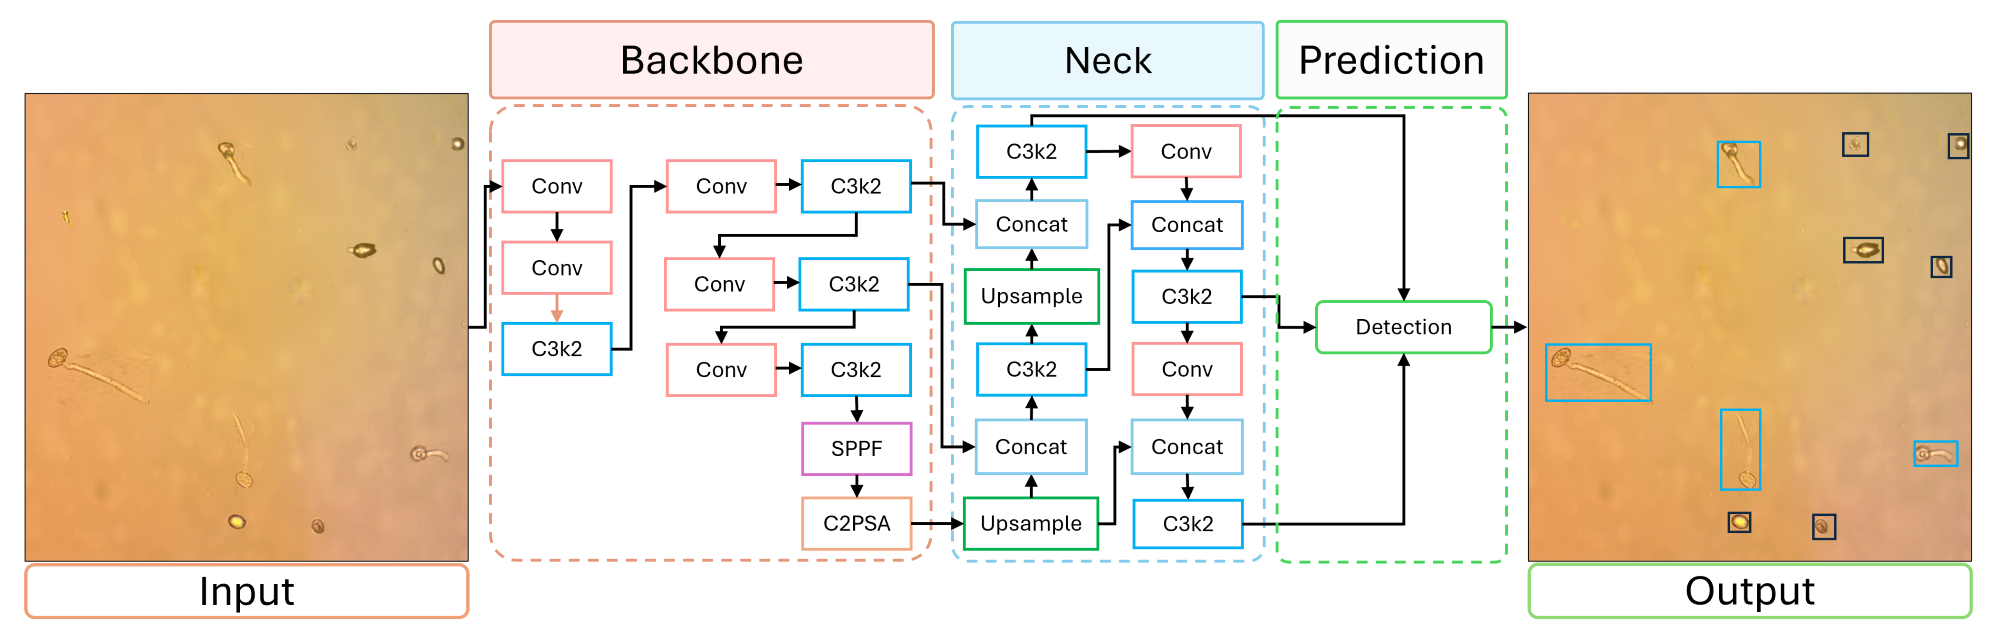 Backbone
Neck
Prediction
Conv
Conv
C3k2
Conv
C3k2
Conv
C3k2
Conv
C3k2
SPPF
C2PSA
C3k2
Concat
Upsample
C3k2
Concat
Upsample
Conv
Concat
C3k2
Conv
Concat
C3k2
Detection
Input
Output